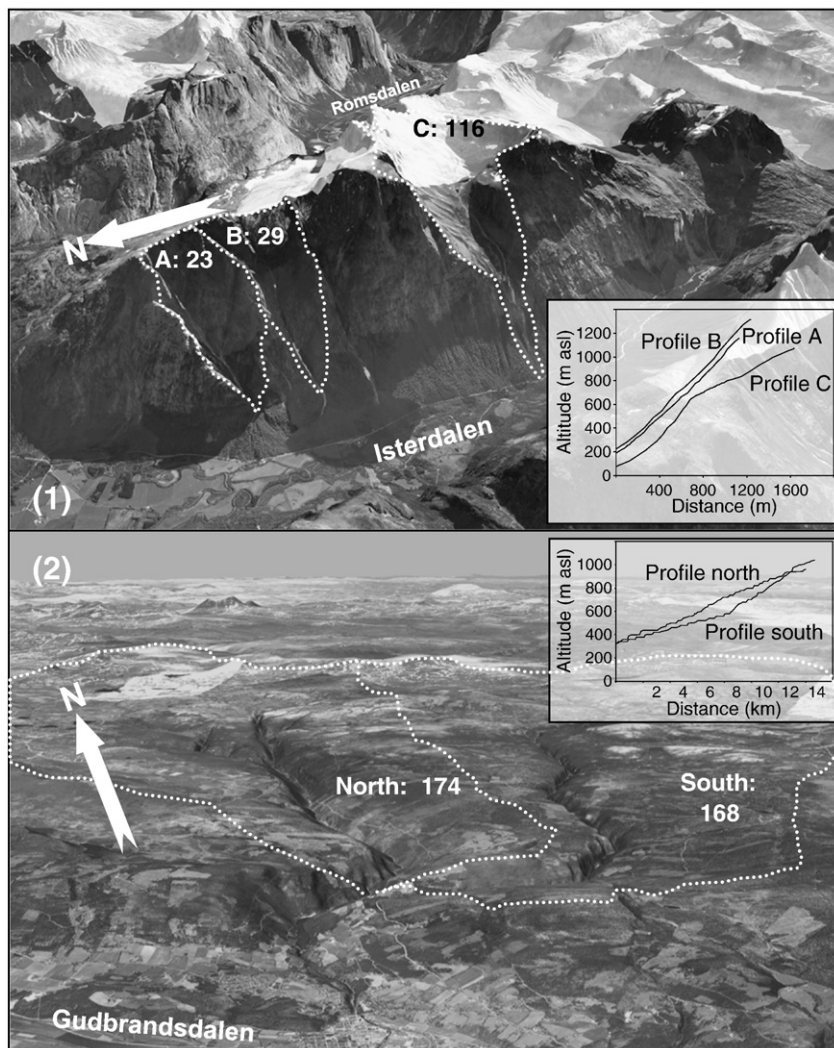 Romsdalen
C: 116
N
B: 29
A: 23
Isterdalen
(1)
Altitude (m asl)
1200
1000
800
600
400
200
0
Profile B
Profile A
Profile C
400
800
1200
1600
Distance (m)
(2)
N
North: 174
South:
168
Gudbrandsdalen
Altitude (m asl)
1000
800
600
400
200
0
Profile north
Profile south
2
4
6
8
10
12
14
Distance (km)